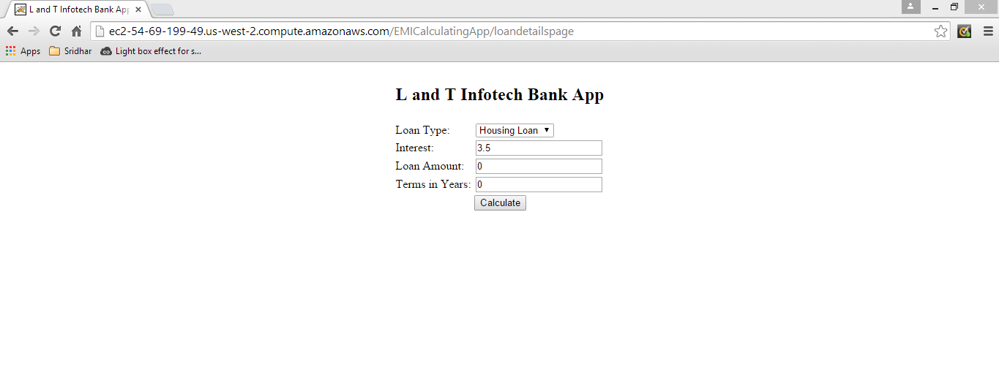 L and T Infotech Bank App
ec2-54-69-199-49.us-west-2.compute.amazonaws.com/EMICalculatingApp/loandetailspage
Apps Sridhar Light box effect for s...
L and T Infotech Bank App
Loan Type: Housing Loan
Interest: 3.5
Loan Amount: 0
Terms in Years: 0
Calculate